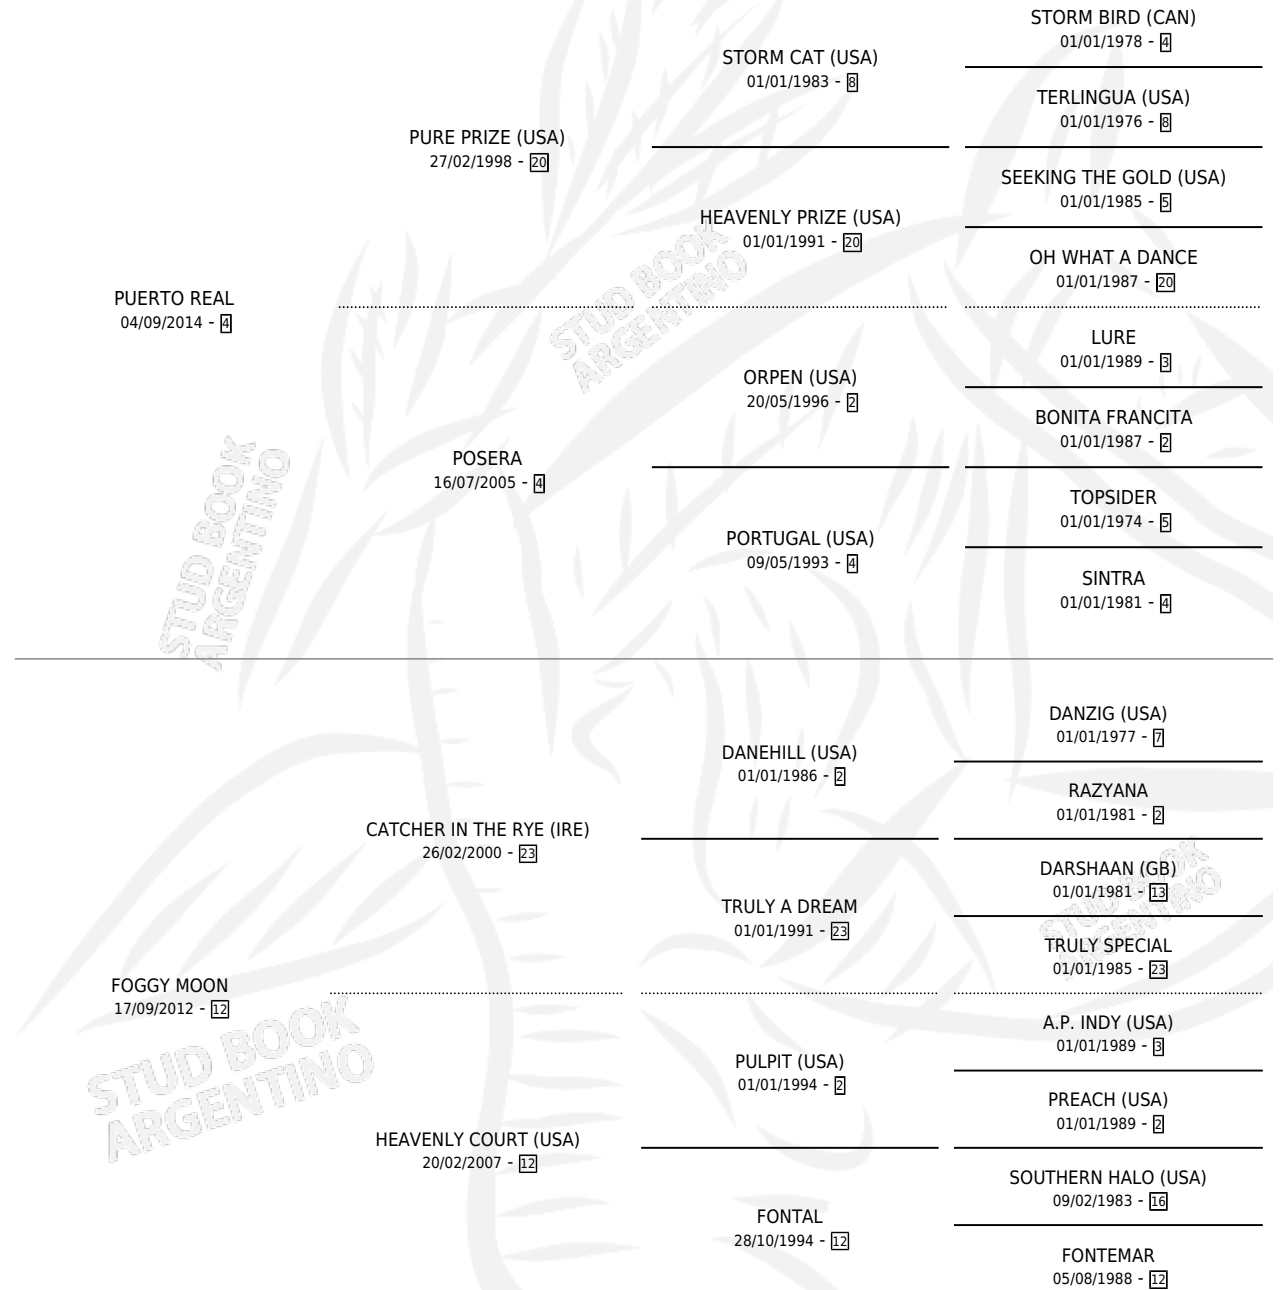 STORM BIRD (CAN)
01/01/1978 - 4
STORM CAT (USA)
01/01/1983 - 8
TERLINGUA (USA)
01/01/1976 - 8
PURE PRIZE (USA)
27/02/1998 - 20
SEEKING THE GOLD (USA)
01/01/1985 - 5
HEAVENLY PRIZE (USA)
01/01/1991 - 20
OH WHAT A DANCE
01/01/1987 - 20
PUERTO REAL
04/09/2014 - 4
LURE
01/01/1989 - 3
ORPEN (USA)
20/05/1996 - 2
BONITA FRANCITA
01/01/1987 - 2
POSERA
16/07/2005 - 4
TOPSIDER
01/01/1974 - 5
PORTUGAL (USA)
09/05/1993 - 4
SINTRA
01/01/1981 - 4
STUD BOOK
ARGENTINO
STUD BOOK
ARGENTINO
DANZIG (USA)
01/01/1977 - 7
DANEHILL (USA)
01/01/1986 - 2
RAZYANA
01/01/1981 - 2
CATCHER IN THE RYE (IRE)
26/02/2000 - 23
DARSHAAN (GB)
01/01/1981 - 13
TRULY A DREAM
01/01/1991 - 23
TRULY SPECIAL
01/01/1985 - 23
STUD BOOK
ARGENTINO
FOGGY MOON
17/09/2012 - 12
A.P. INDY (USA)
01/01/1989 - 3
PULPIT (USA)
01/01/1994 - 2
PREACH (USA)
01/01/1989 - 2
HEAVENLY COURT (USA)
20/02/2007 - 12
SOUTHERN HALO (USA)
09/02/1983 - 16
FONTAL
28/10/1994 - 12
FONTEMAR
05/08/1988 - 12
STUD BOOK
ARGENTINO